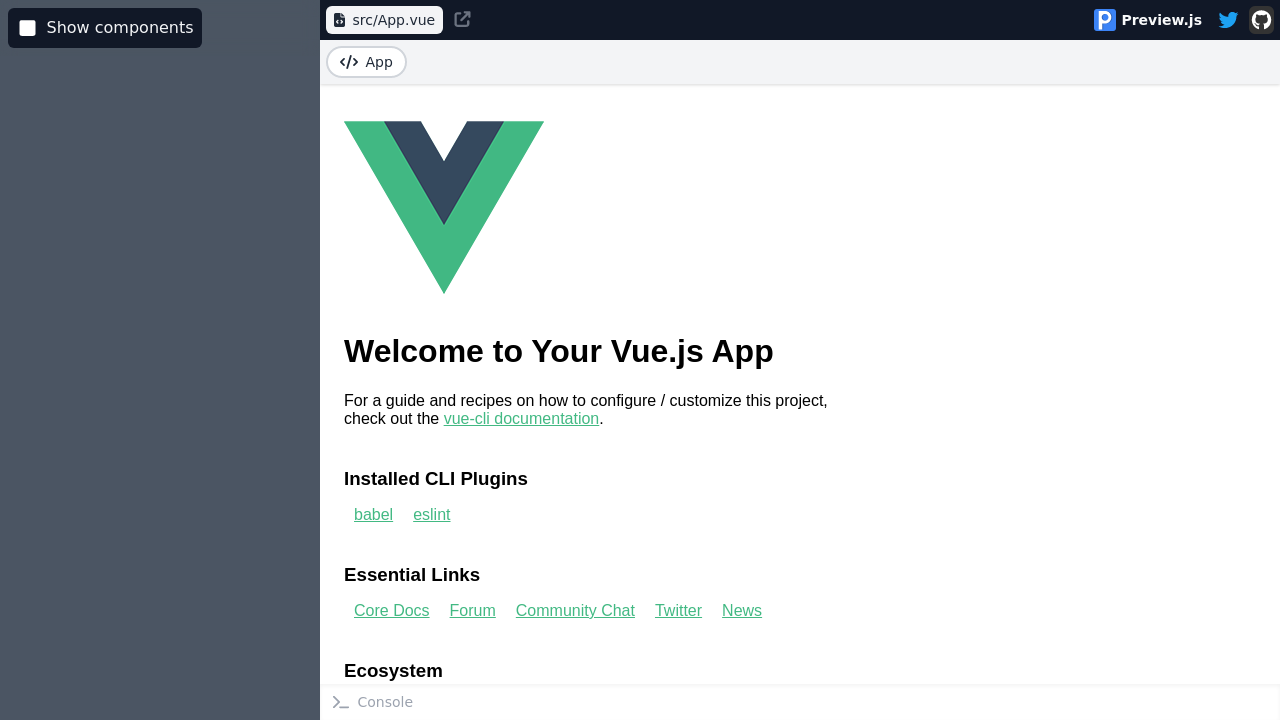 Show components
src/App.vue
Preview.js
App
Welcome to Your Vue.js App
For a guide and recipes on how to configure / customize this project,
check out the vue-cli documentation.
Installed CLI Plugins
babel eslint
Essential Links
Core Docs Forum Community Chat Twitter News
Ecosystem
Console